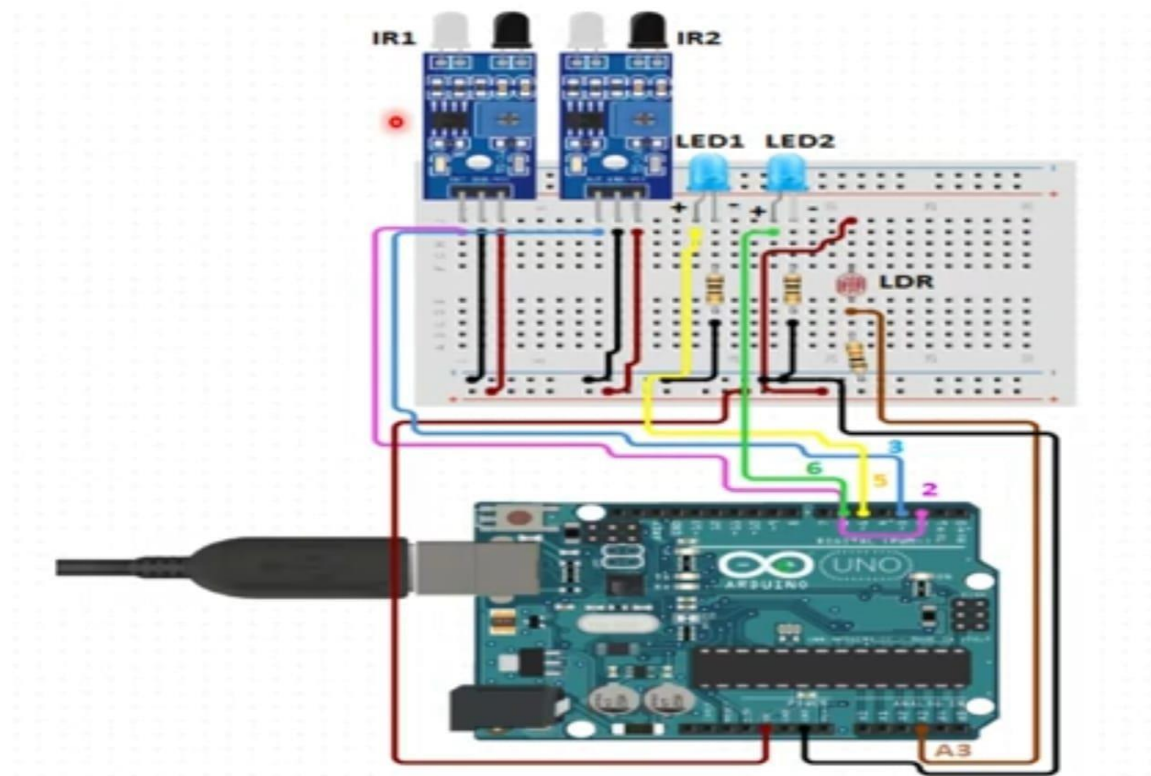 IR1
IR2
LED1 LED2
+ - + -
LDR
3
6
5
2
UNO
ARDUINO
A3